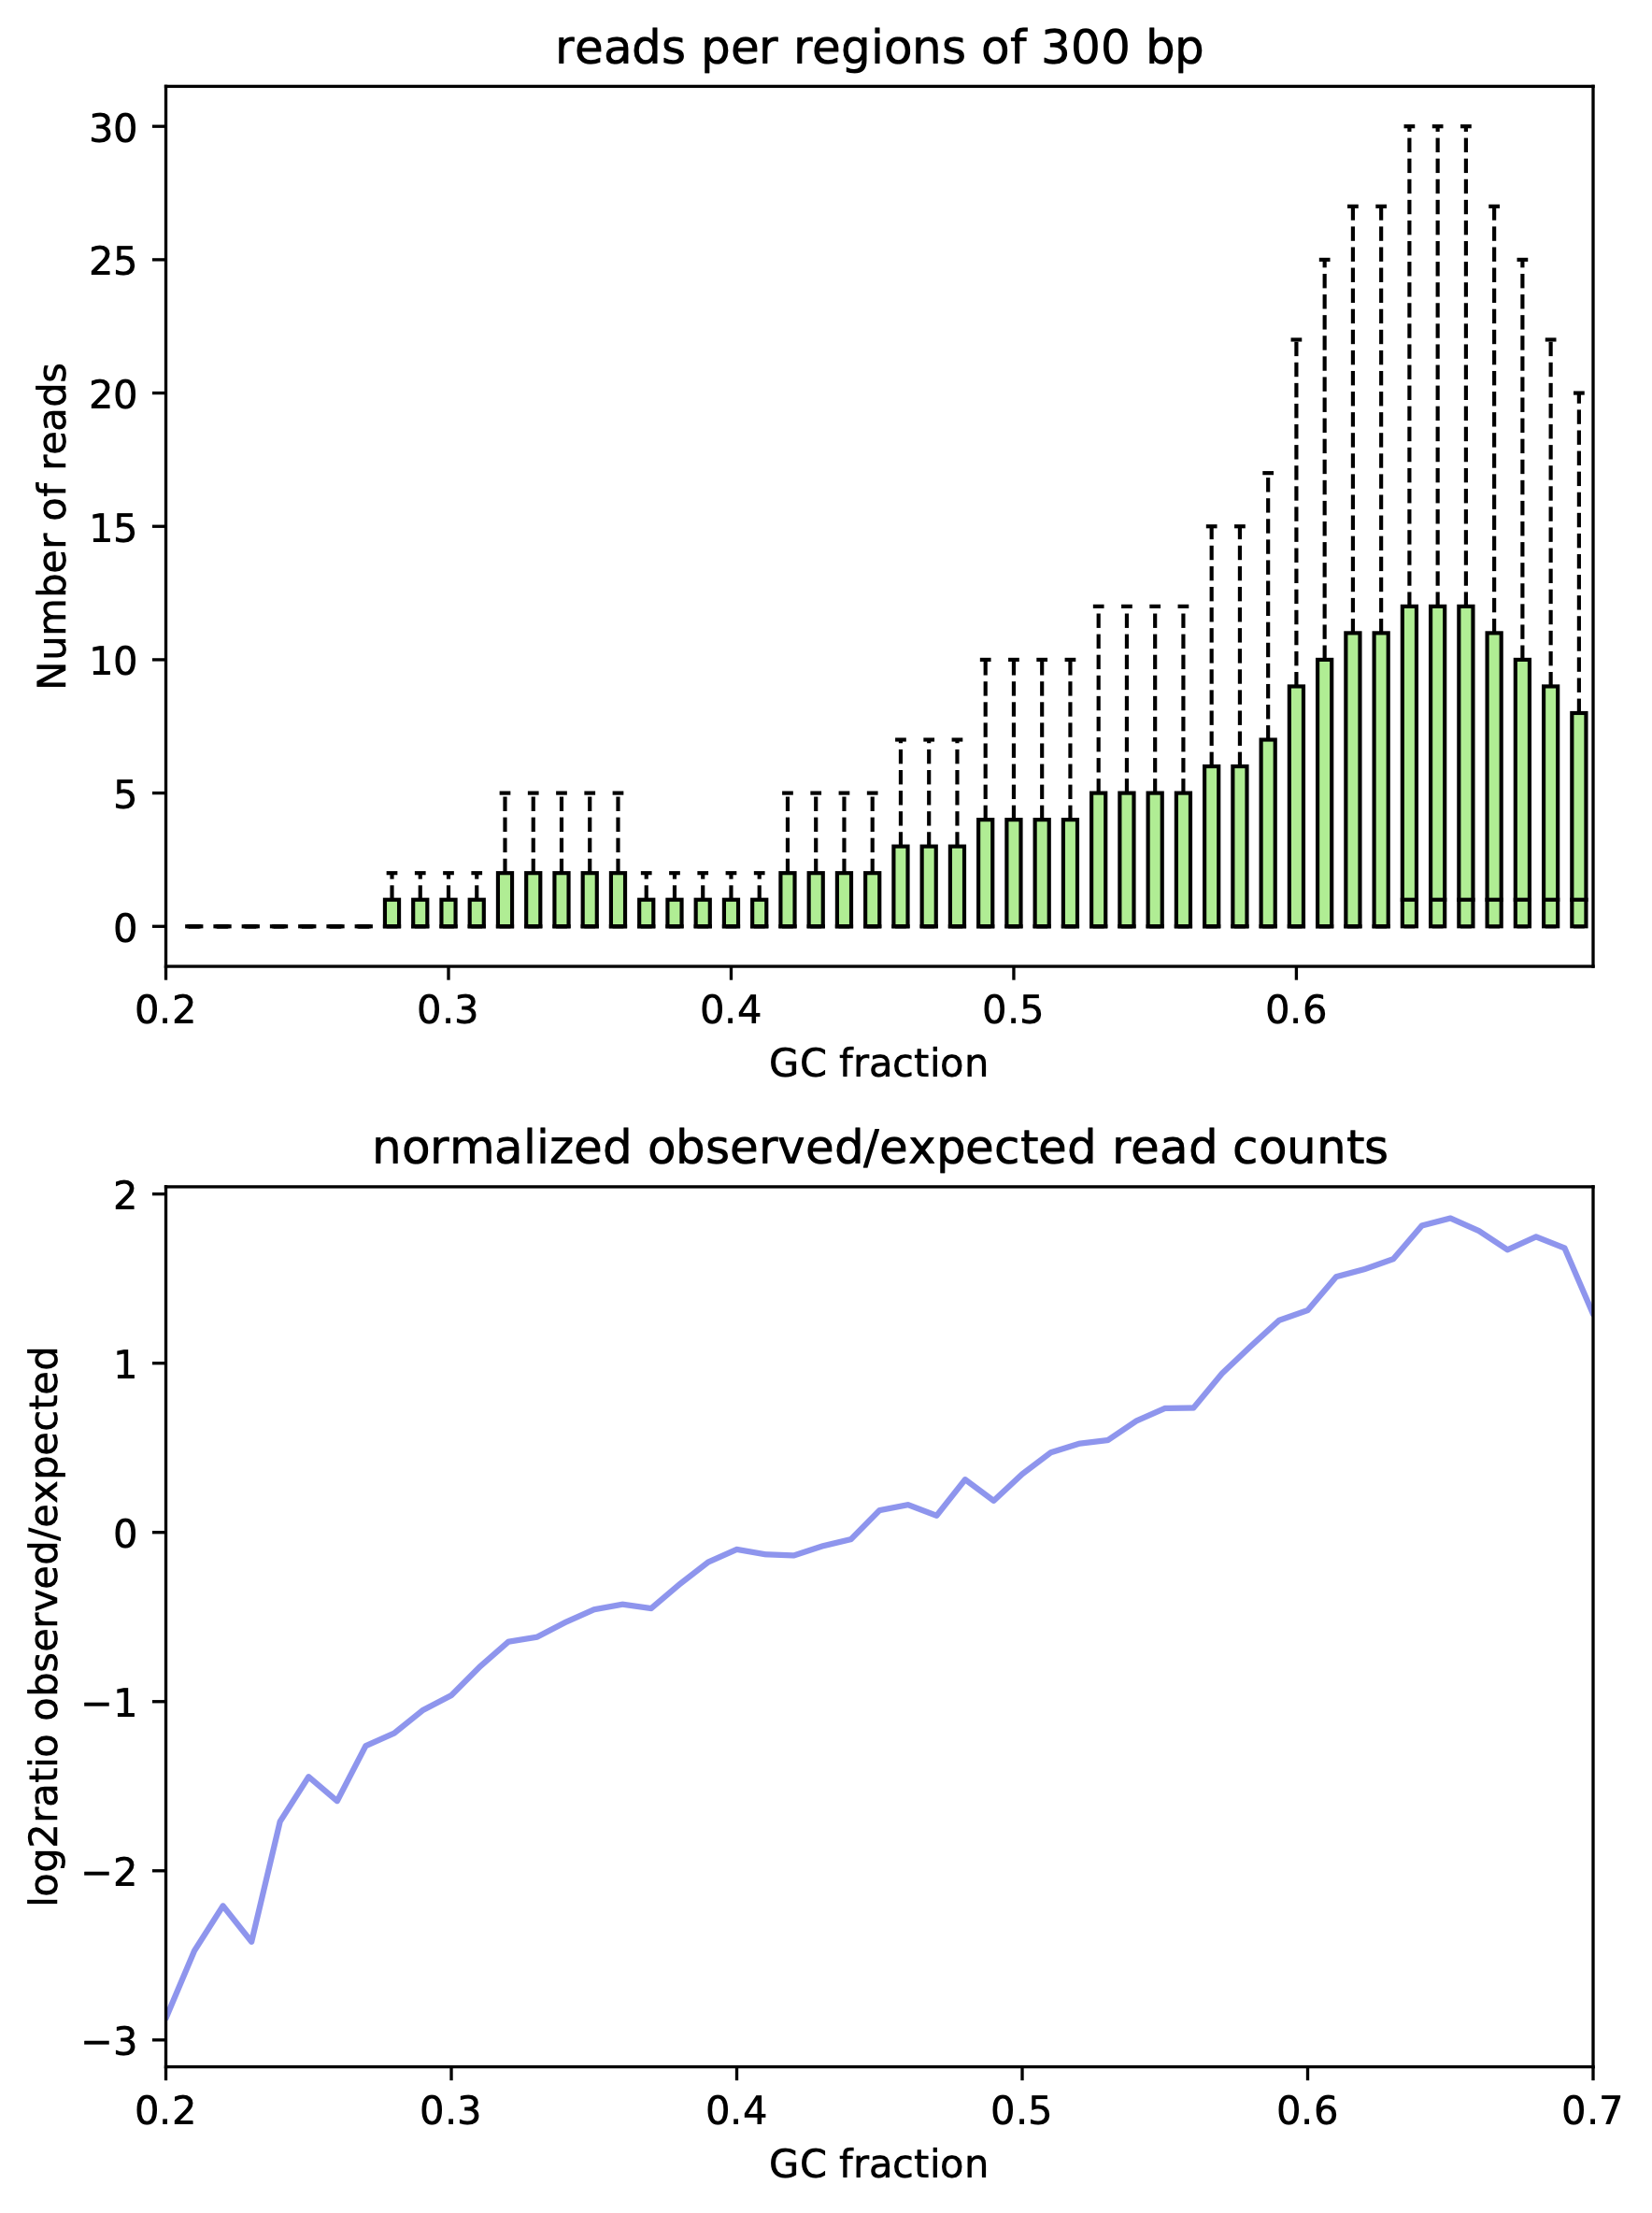 reads per regions of 300 bp
30
25
20
15
10
5
0
Number of reads
0.2 0.3 0.4 0.5 0.6
GC fraction
normalized observed/expected read counts
2
1
0
−1
−2
−3
log2ratio observed/expected
0.2 0.3 0.4 0.5 0.6 0.7
GC fraction